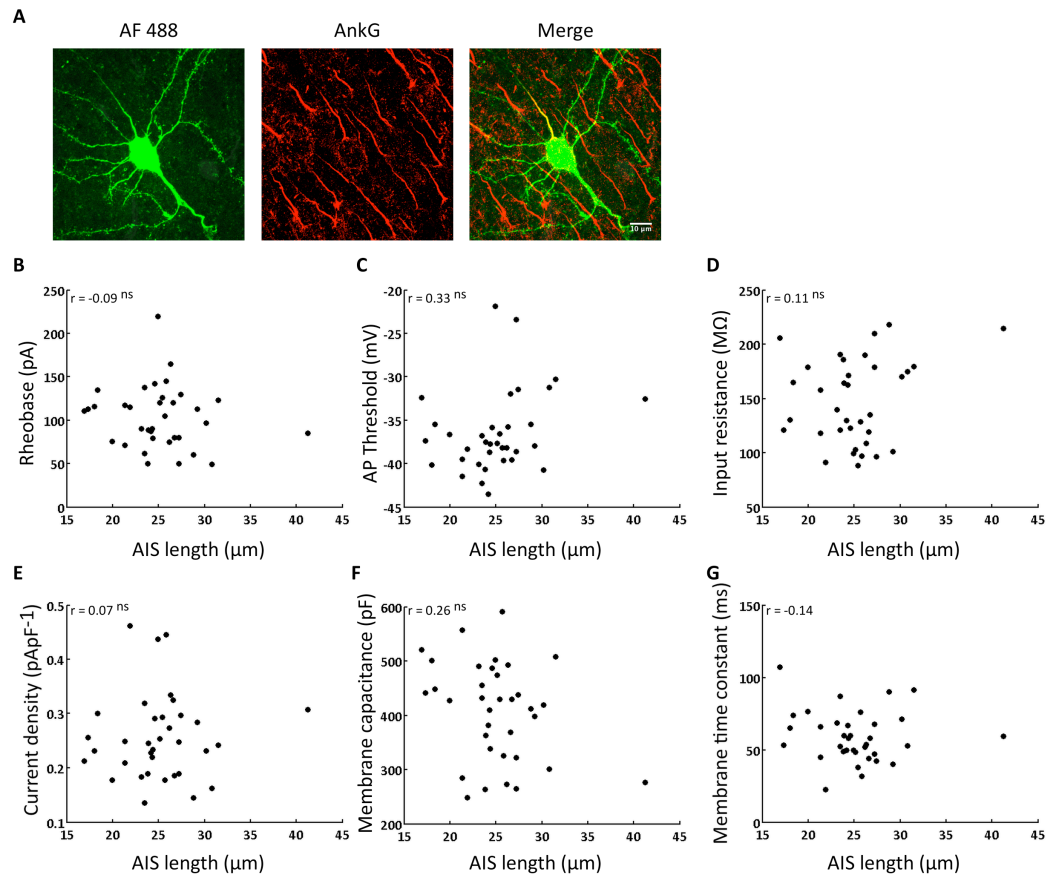 A
AF 488 AnkG Merge
10 µm
B C D
r = -0.09 ns
Rheobase (pA)
250
200
150
100
50
0
15 20 25 30 35 40 45
AIS length (µm)
r = 0.33 ns
AP Threshold (mV)
-20
-25
-30
-35
-40
-45
15 20 25 30 35 40 45
AIS length (µm)
r = 0.11 ns
Input resistance (MΩ)
250
200
150
100
50
15 20 25 30 35 40 45
AIS length (µm)
E F G
r = 0.07 ns
Current density (pApF-1)
0.5
0.4
0.3
0.2
0.1
15 20 25 30 35 40 45
AIS length (µm)
r = 0.26 ns
Membrane capacitance (pF)
600
500
400
300
200
15 20 25 30 35 40 45
AIS length (µm)
r = -0.14
Membrane time constant (ms)
150
100
50
0
15 20 25 30 35 40 45
AIS length (µm)